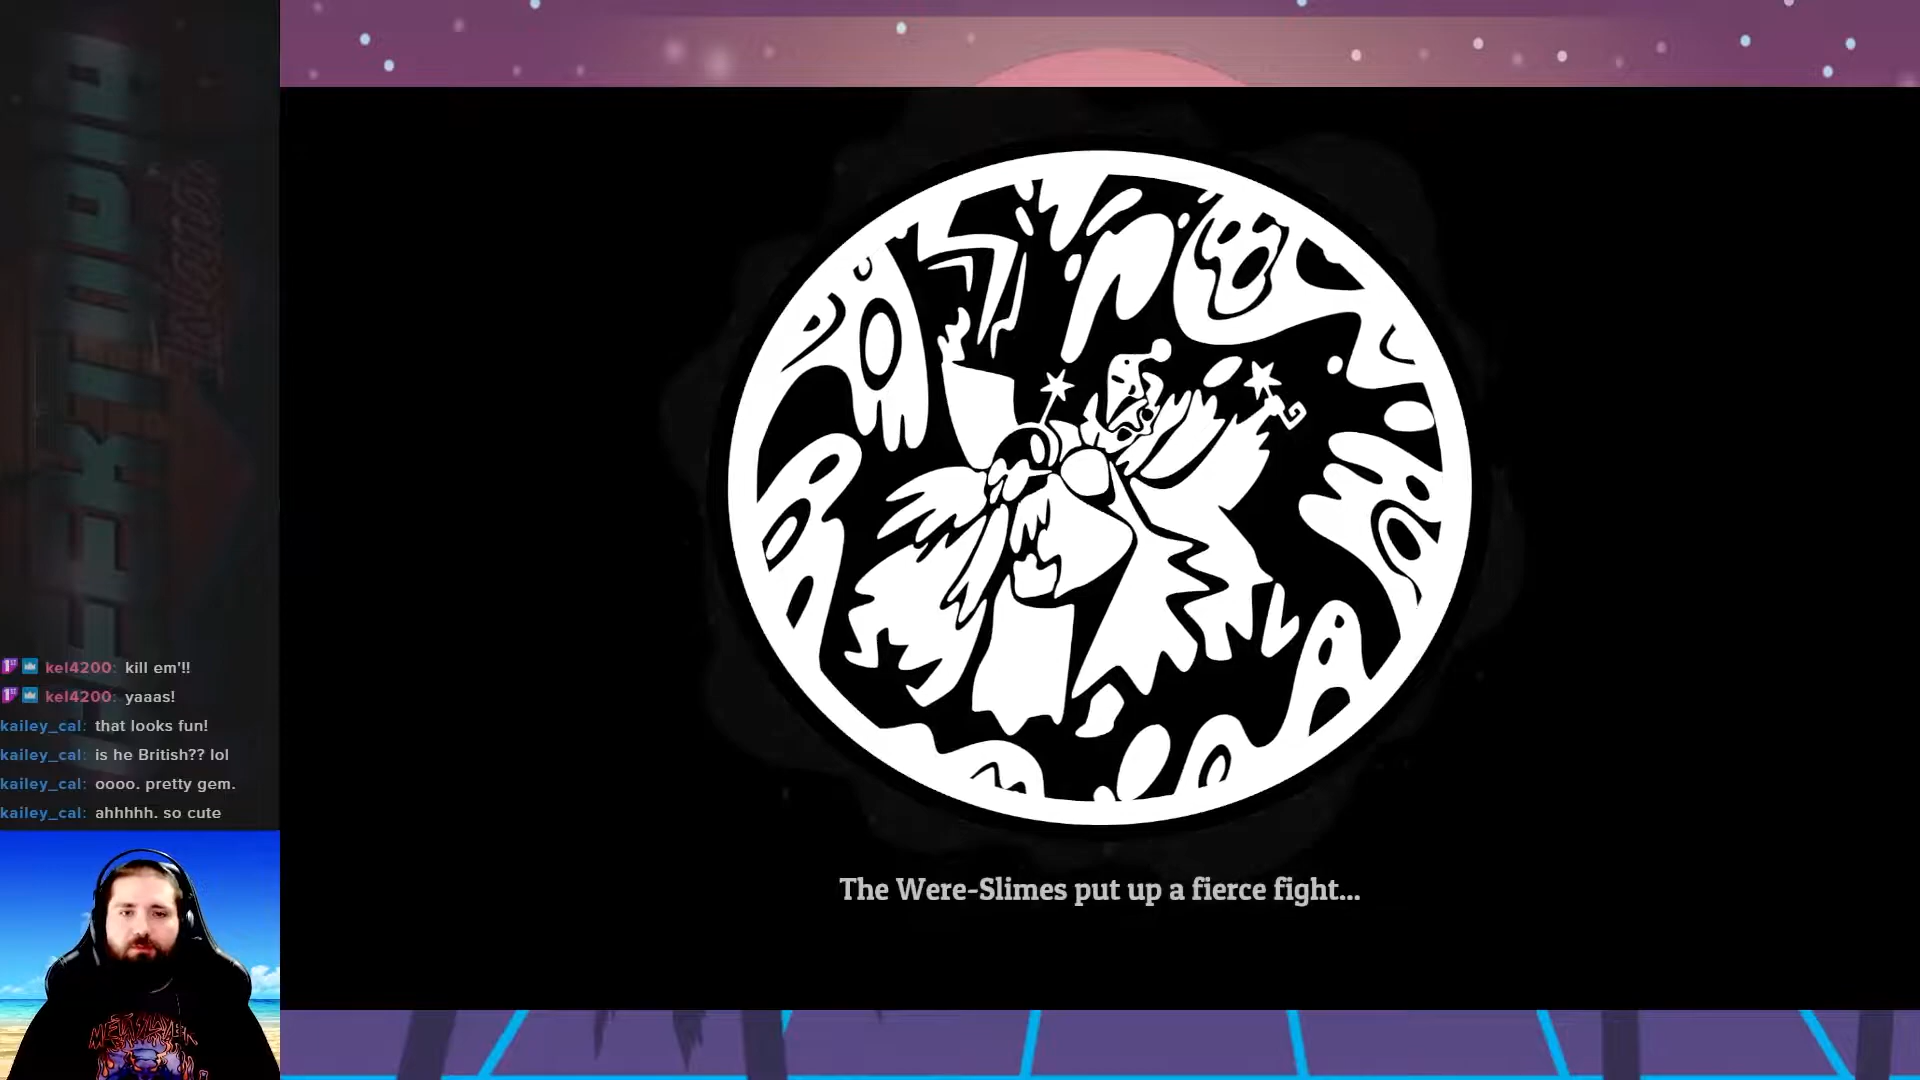 kel4200: kill em'!!
kel4200: yaaas!
kailey_cal: that looks fun!
kailey_cal: is he British?? lol
kailey_cal: oooo. pretty gem.
kailey_cal: ahhhhh. so cute
The Were-Slimes put up a fierce fight...